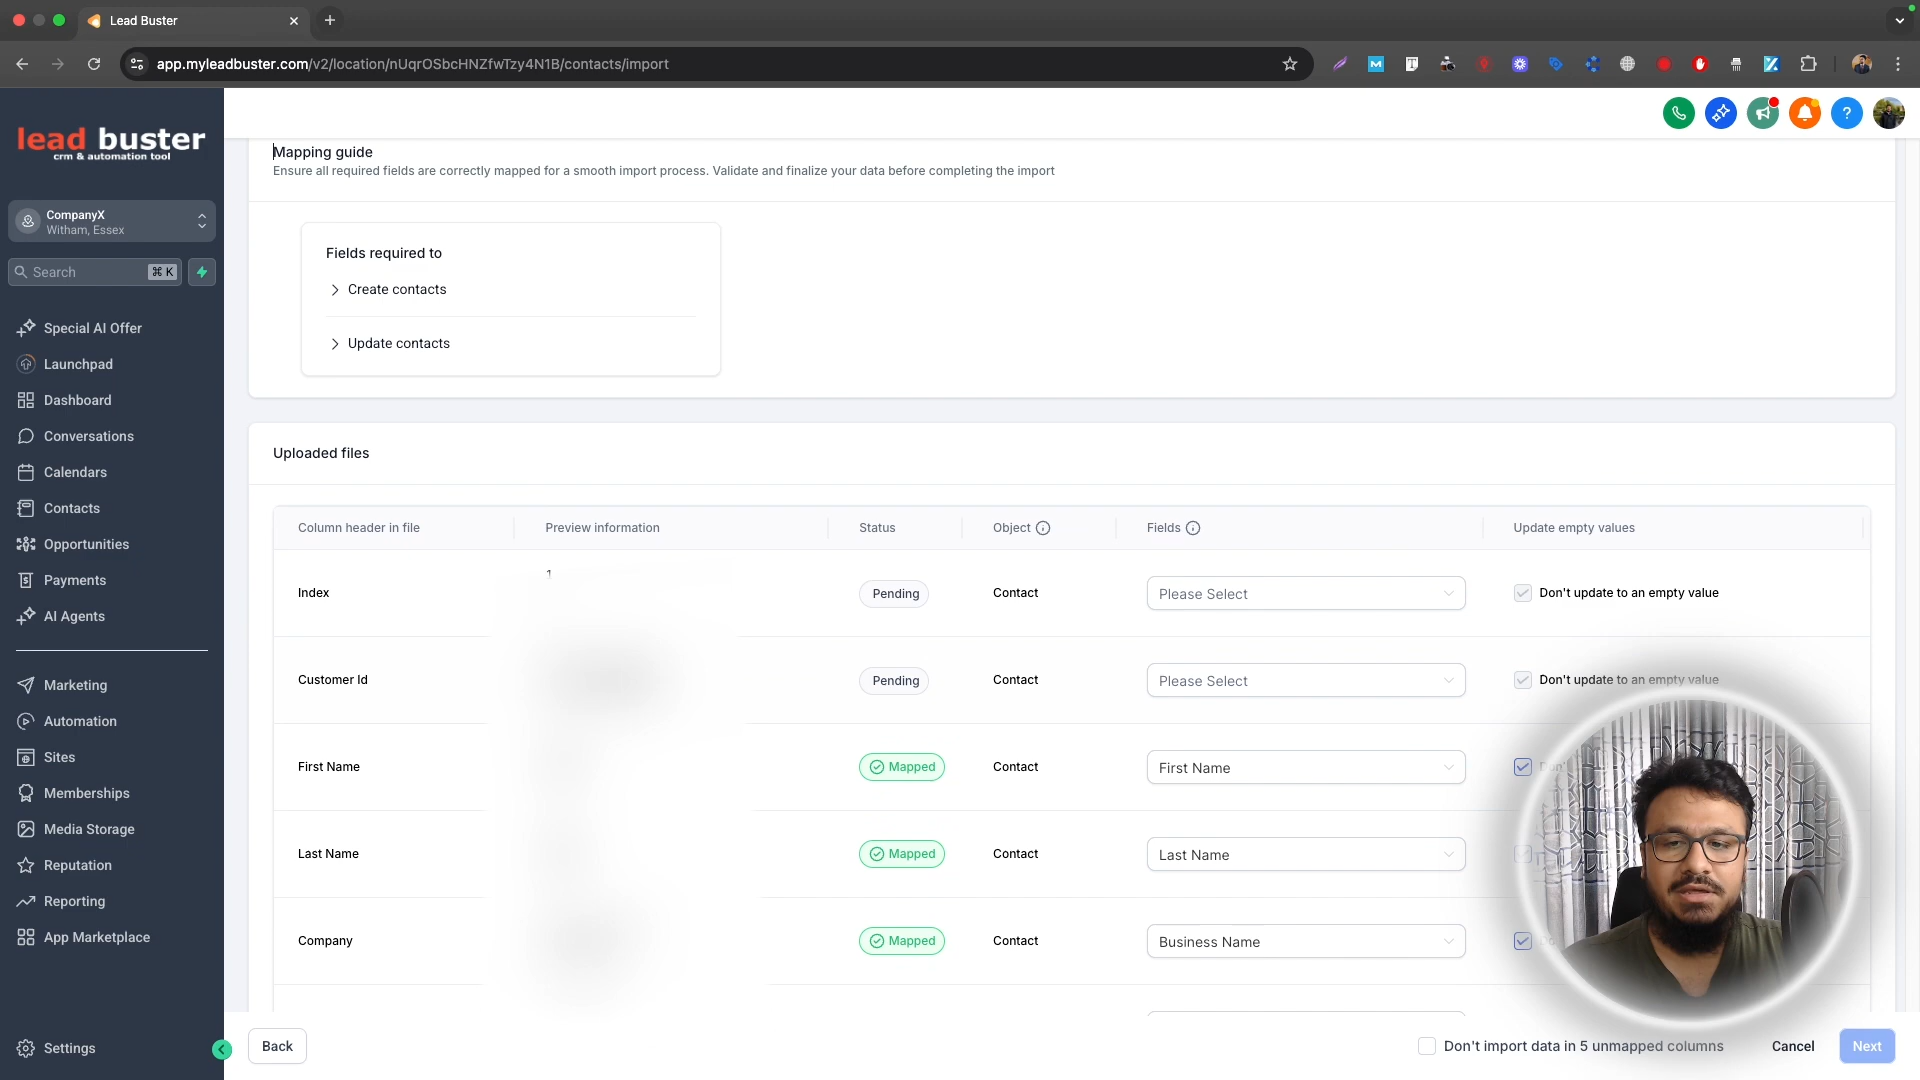 Lead Buster
app.myleadbuster.com/v2/location/nUqrOSbcHNZfwTzy4N1B/contacts/import
lead buster
crm & automation tool
CompanyX
Witham, Essex
Search ⌘ K
Special AI Offer
Launchpad
Dashboard
Conversations
Calendars
Contacts
Opportunities
Payments
AI Agents
Marketing
Automation
Sites
Memberships
Media Storage
Reputation
Reporting
App Marketplace
Settings
Mapping guide
Ensure all required fields are correctly mapped for a smooth import process. Validate and finalize your data before completing the import
Fields required to
Create contacts
Update contacts
Uploaded files
Column header in file Preview information Status Object Fields Update empty values
Index 1 Pending Contact Please Select Don't update to an empty value
Customer Id Pending Contact Please Select Don't update to an empty value
First Name Mapped Contact First Name
Last Name Mapped Contact Last Name
Company Mapped Contact Business Name
Back Don't import data in 5 unmapped columns Cancel Next